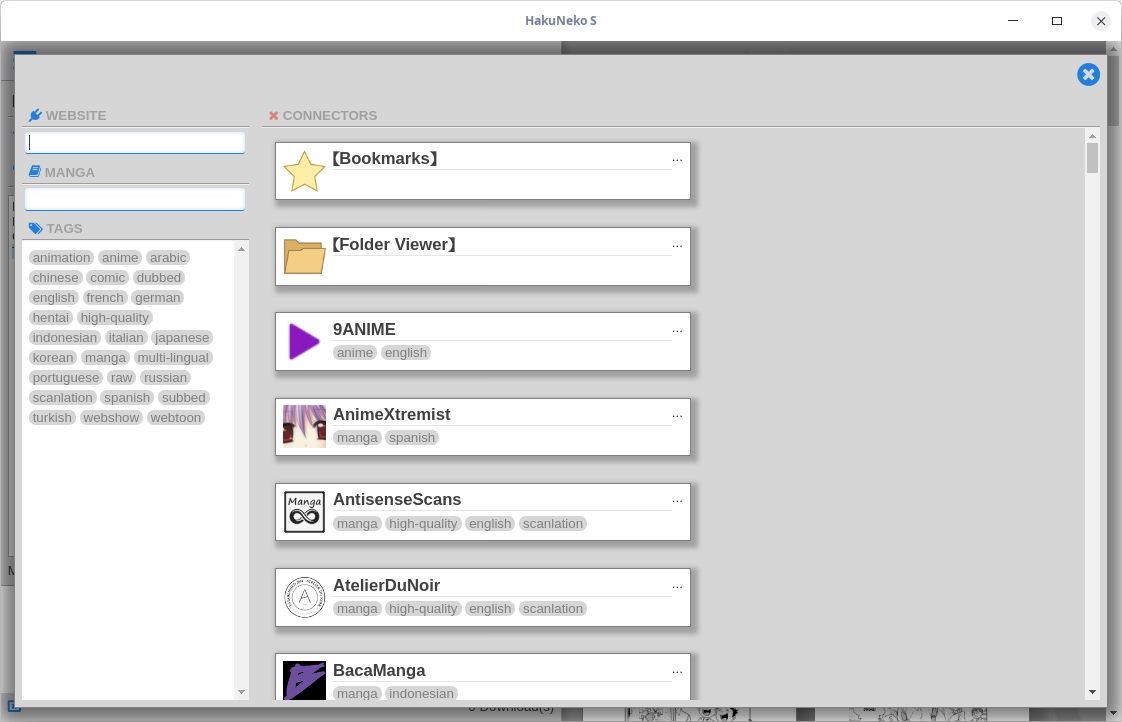 HakuNeko S
WEBSITE
MANGA
TAGS
animation anime arabic
chinese comic dubbed
english french german
hentai high-quality
indonesian italian japanese
korean manga multi-lingual
portuguese raw russian
scanlation spanish subbed
turkish webshow webtoon
CONNECTORS
【Bookmarks】 ...
【Folder Viewer】 ...
9ANIME ...
anime english
AnimeXtremist ...
manga spanish
Manga
AntisenseScans ...
manga high-quality english scanlation
A
AtelierDuNoir ...
manga high-quality english scanlation
BacaManga ...
manga indonesian
Download(s)